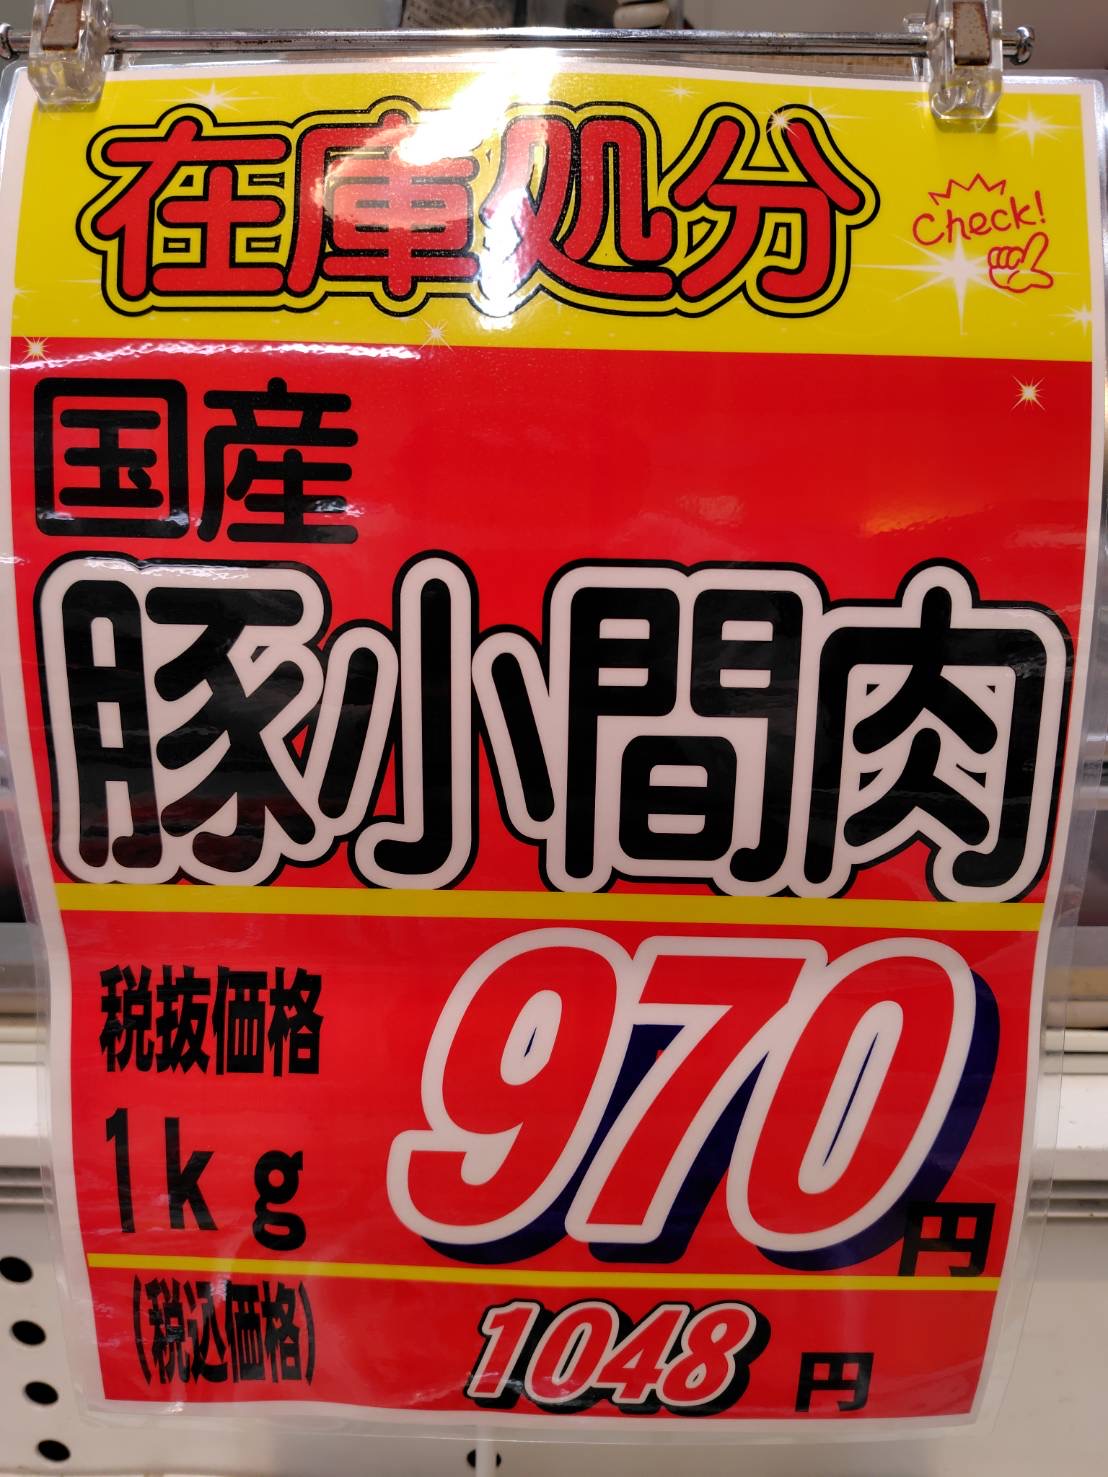 在庫処分
Check!
国産
豚小間肉
税抜価格
1kg
970円
(税込価格)
1048円